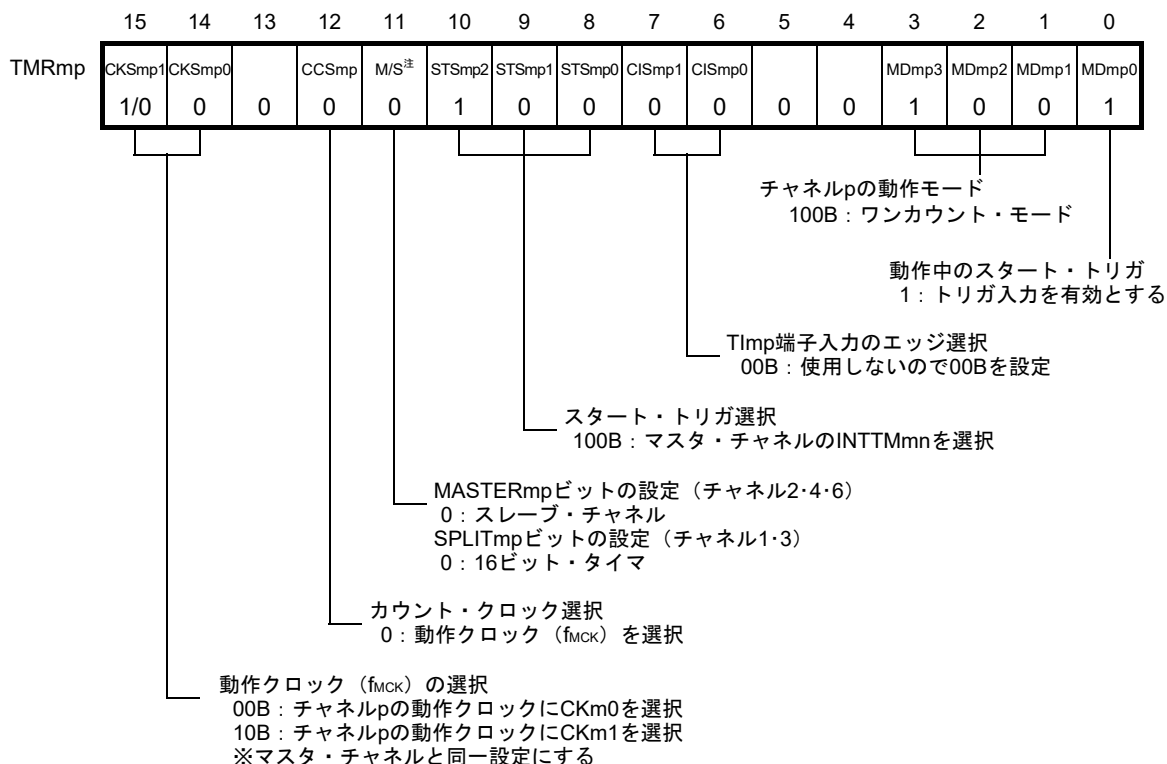 15 14 13 12 11 10 9 8 7 6 5 4 3 2 1 0
TMRmp CKSmp1 CKSmp0 CCSmp M/S注 STSmp2 STSmp1 STSmp0 CISmp1 CISmp0 MDmp3 MDmp2 MDmp1 MDmp0
1/0 0 0 0 0 1 0 0 0 0 0 0 1 0 0 1
チャネルpの動作モード
100B：ワンカウント・モード
動作中のスタート・トリガ
1：トリガ入力を有効とする
TImp端子入力のエッジ選択
00B：使用しないので00Bを設定
スタート・トリガ選択
100B：マスタ・チャネルのINTTMmnを選択
MASTERmpビットの設定（チャネル2･4･6）
0：スレーブ・チャネル
SPLITmpビットの設定（チャネル1･3）
0：16ビット・タイマ
カウント・クロック選択
0：動作クロック（fMCK）を選択
動作クロック（fMCK）の選択
00B：チャネルpの動作クロックにCKm0を選択
10B：チャネルpの動作クロックにCKm1を選択
※マスタ・チャネルと同一設定にする